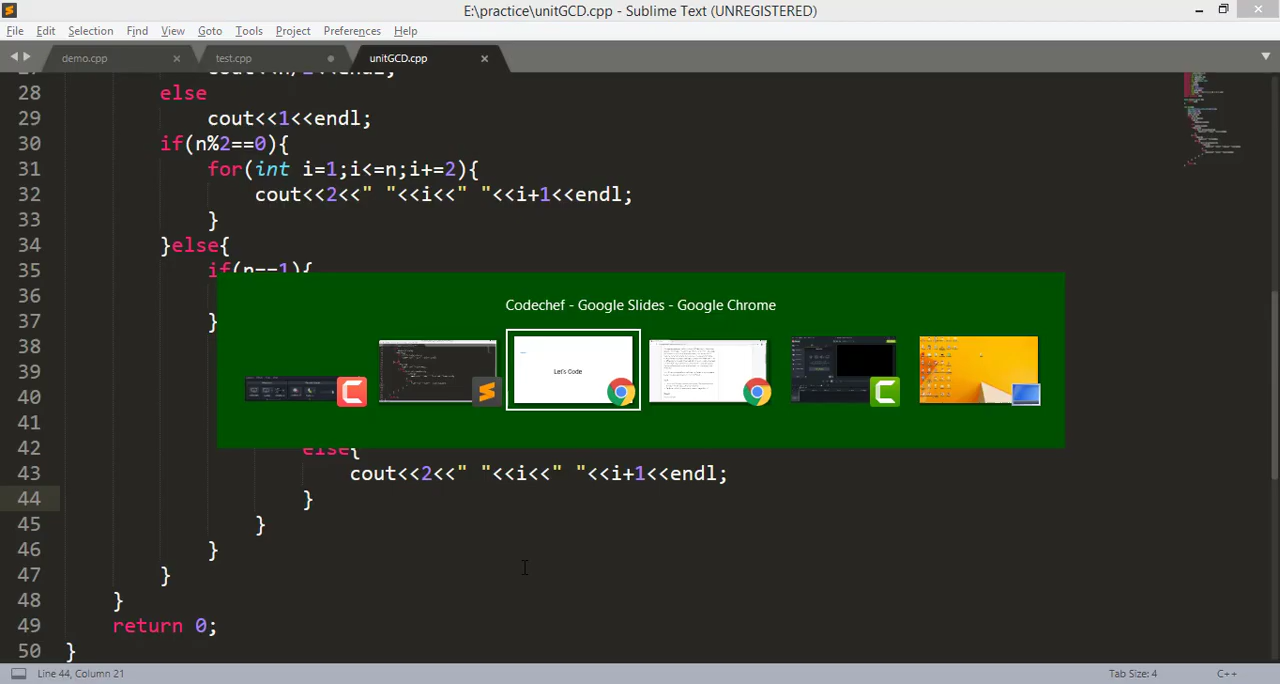 E:\practice\unitGCD.cpp - Sublime Text (UNREGISTERED)
File Edit Selection Find View Goto Tools Project Preferences Help
demo.cpp test.cpp unitGCD.cpp
28 else
29 cout<<1<<endl;
30 if(n%2==0){
31 for(int i=1;i<=n;i+=2){
32 cout<<2<<" "<<i<<" "<<i+1<<endl;
33 }
34 }else{
35 if(n==1){
36
37 }
Codechef - Google Slides - Google Chrome
Let's Code
38
39
40
41
42 else{
43 cout<<2<<" "<<i<<" "<<i+1<<endl;
44 }
45 }
46 }
47 }
48 }
49 return 0;
50 }
Line 44, Column 21 Tab Size: 4 C++